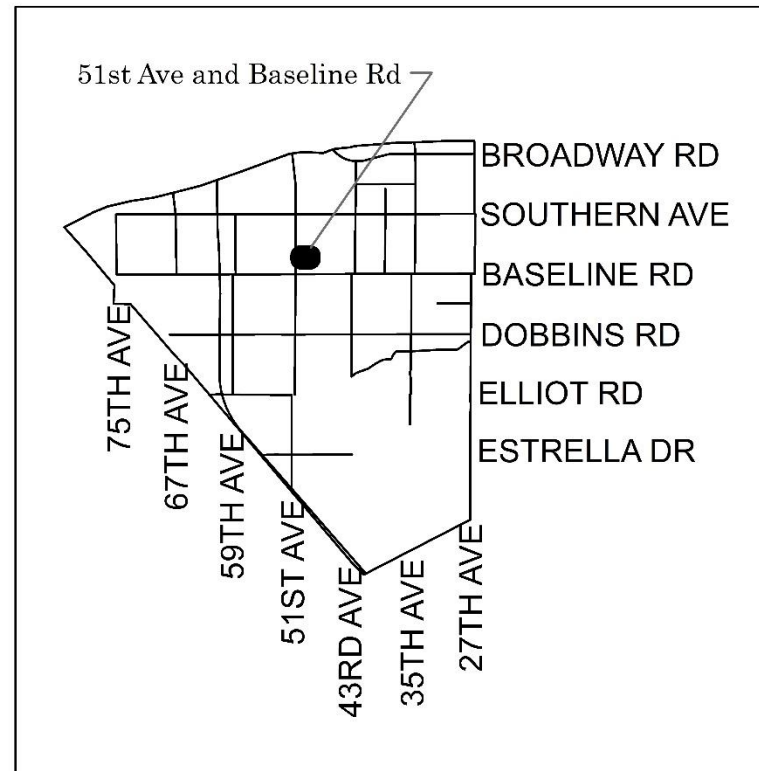 51st Ave and Baseline Rd
BROADWAY RD
SOUTHERN AVE
BASELINE RD
DOBBINS RD
ELLIOT RD
ESTRELLA DR
75TH AVE
67TH AVE
59TH AVE
51ST AVE
43RD AVE
35TH AVE
27TH AVE